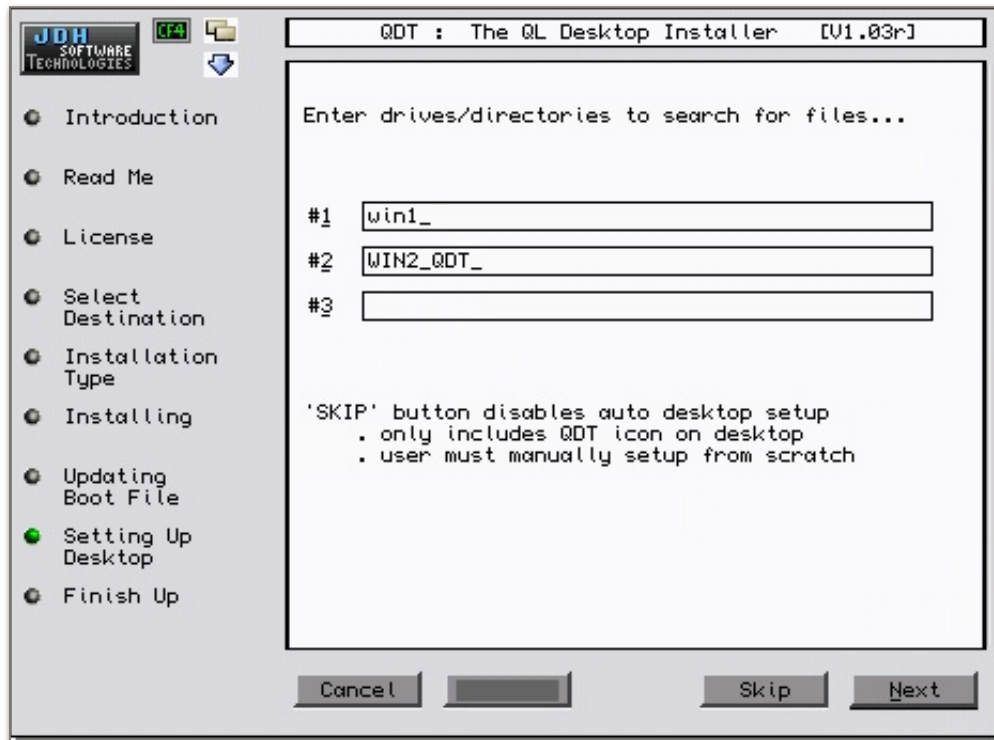 JDH
SOFTWARE
TECHNOLOGIES
CF4
QDT : The QL Desktop Installer [V1.03r]
Introduction
Read Me
License
Select
Destination
Installation
Type
Installing
Updating
Boot File
Setting Up
Desktop
Finish Up
Enter drives/directories to search for files...
#1 win1_
#2 WIN2_QDT_
#3
'SKIP' button disables auto desktop setup
. only includes QDT icon on desktop
. user must manually setup from scratch
Cancel
Skip
Next